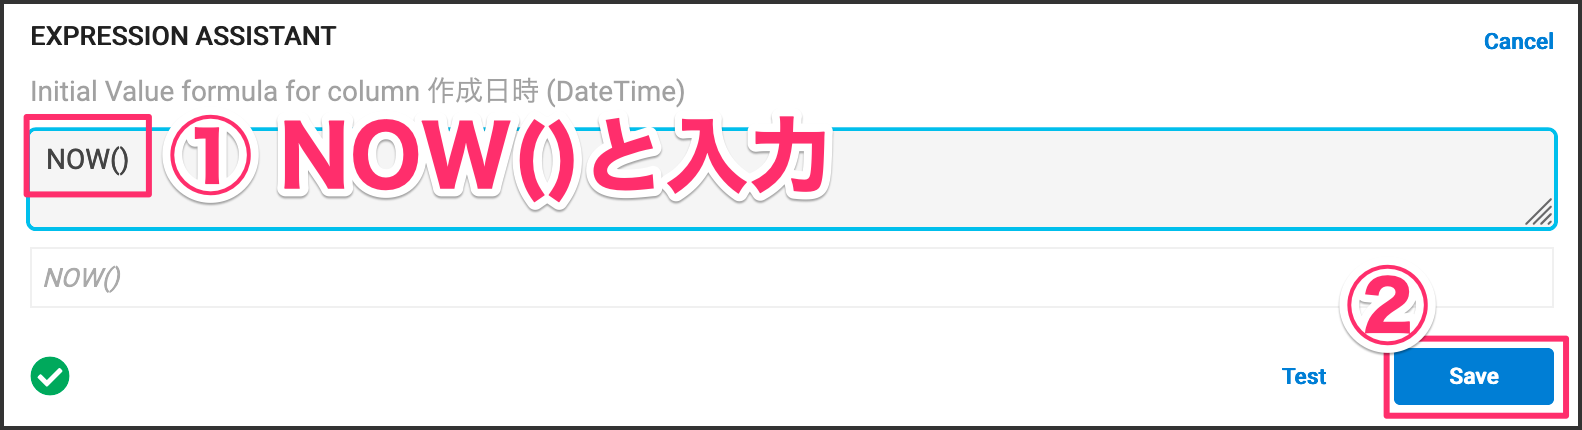 EXPRESSION ASSISTANT
Cancel
Initial Value formula for column 作成日時 (DateTime)
NOW()
① NOW()と入力
NOW()
②
Test
Save